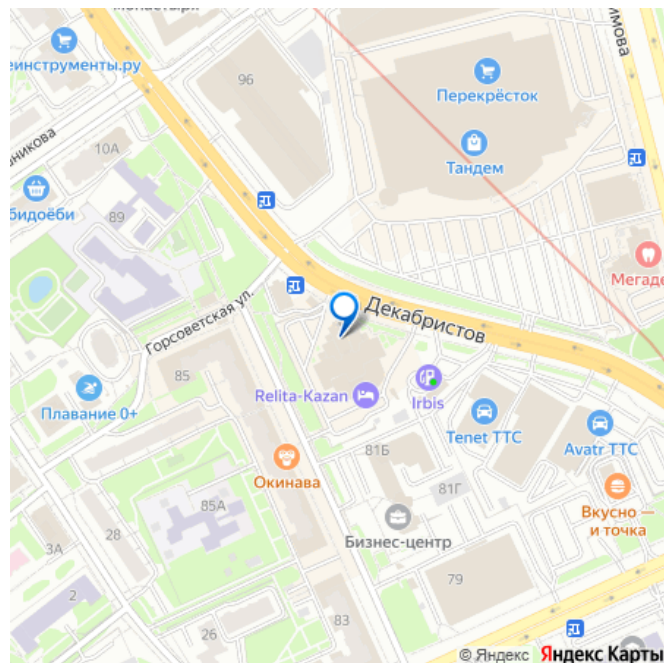 монастырь
еинструменты.ру
96
Перекрёсток
имова
никова
10А
Тандем
бидоёби
89
Мегаде
Горсоветская ул.
Декабристов
85
Плавание 0+
Relita-Kazan
Irbis
Tenet ТТС
Avatr ТТС
81Б
Окинава
81Г
85А
Вкусно —
и точка
Бизнес-центр
28
3А
79
2
83
26
© Яндекс Яндекс Карты